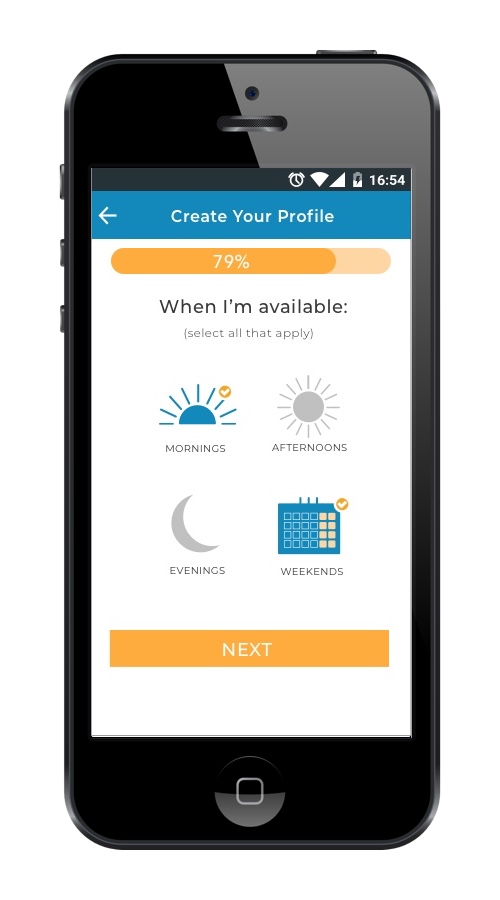 16:54
Create Your Profile
79%
When I'm available:
(select all that apply)
MORNINGS
AFTERNOONS
EVENINGS
WEEKENDS
NEXT